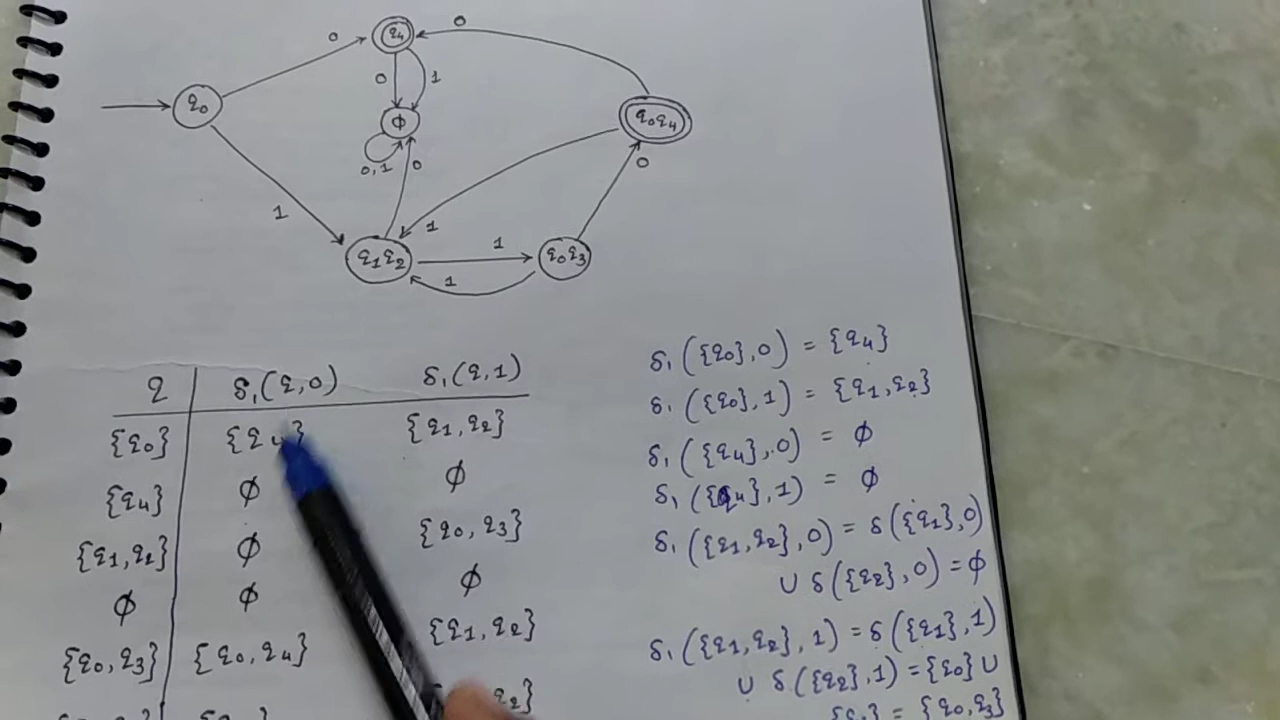 0
q4
0
0
1
q0
φ
q0q4
0,1
0
0
1
1
q1q2
1
q0q3
1
q δ1(q,0) δ1(q,1)
{q0} {q4} {q1,q2}
{q4} φ φ
{q1,q2} φ {q0,q3}
φ φ φ
{q0,q3} {q0,q4} {q1,q2}
δ1({q0},0) = {q4}
δ1({q0},1) = {q1,q2}
δ1({q4},0) = φ
δ1({q4},1) = φ
δ1({q1,q2},0) = δ({q1},0)
∪ δ({q2},0) = φ
δ1({q1,q2},1) = δ({q1},1)
∪ δ({q2},1) = {q0} ∪
= {q0,q3}